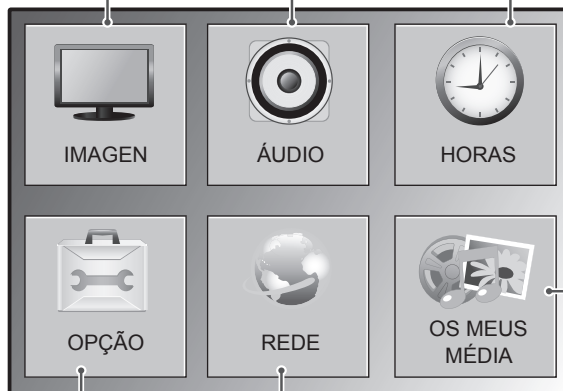 IMAGEN
ÁUDIO
HORAS
OPÇÃO
REDE
OS MEUS
MÉDIA